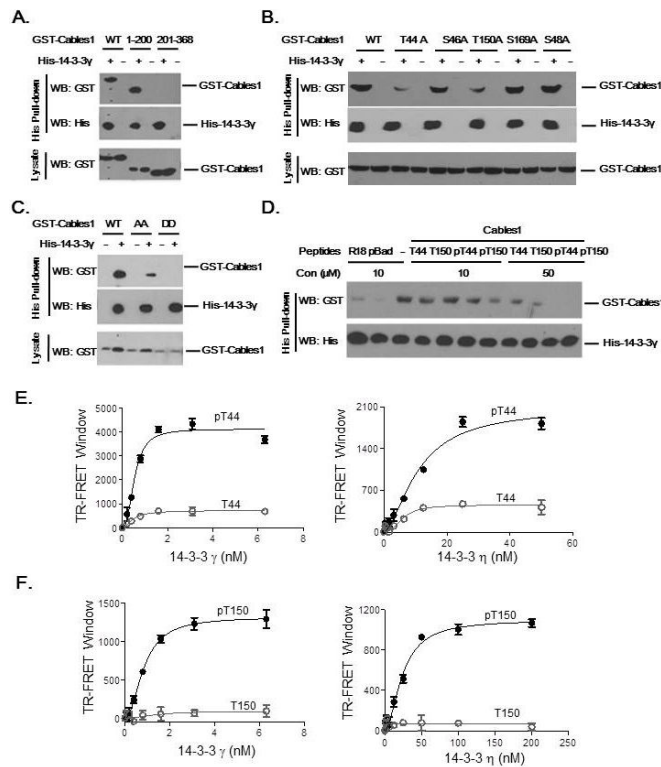 A.
GST-Cables1 WT 1-200 201-368
His-14-3-3γ + – + – + –
His Pull-down
WB: GST
GST-Cables1
WB: His
His-14-3-3γ
Lysate
WB: GST
GST-Cables1
B.
GST-Cables1 WT T44 A S46A T150A S169A S48A
His-14-3-3γ + – + – + – + – + – + –
His Pull-down
WB: GST
GST-Cables1
WB: His
His-14-3-3γ
Lysate
WB: GST
GST-Cables1
C.
GST-Cables1 WT AA DD
His-14-3-3γ – + – + – +
His Pull-down
WB: GST
GST-Cables1
WB: His
His-14-3-3γ
Lysate
WB: GST
GST-Cables1
D.
Cables1
Peptides R18 pBad – T44 T150 pT44 pT150 T44 T150 pT44 pT150
Con (μM) 10 10 50
His Pull-down
WB: GST
GST-Cables1
WB: His
His-14-3-3γ
E.
TR-FRET Window
5000
4000
3000
2000
1000
0
pT44
T44
0 2 4 6 8
14-3-3 γ (nM)
TR-FRET Window
2100
1400
700
0
pT44
T44
0 20 40 60
14-3-3 η (nM)
F.
TR-FRET Window
1500
1000
500
0
pT150
T150
0 2 4 6 8
14-3-3 γ (nM)
TR-FRET Window
1080
720
360
0
pT150
T150
0 50 100 150 200 250
14-3-3 η (nM)